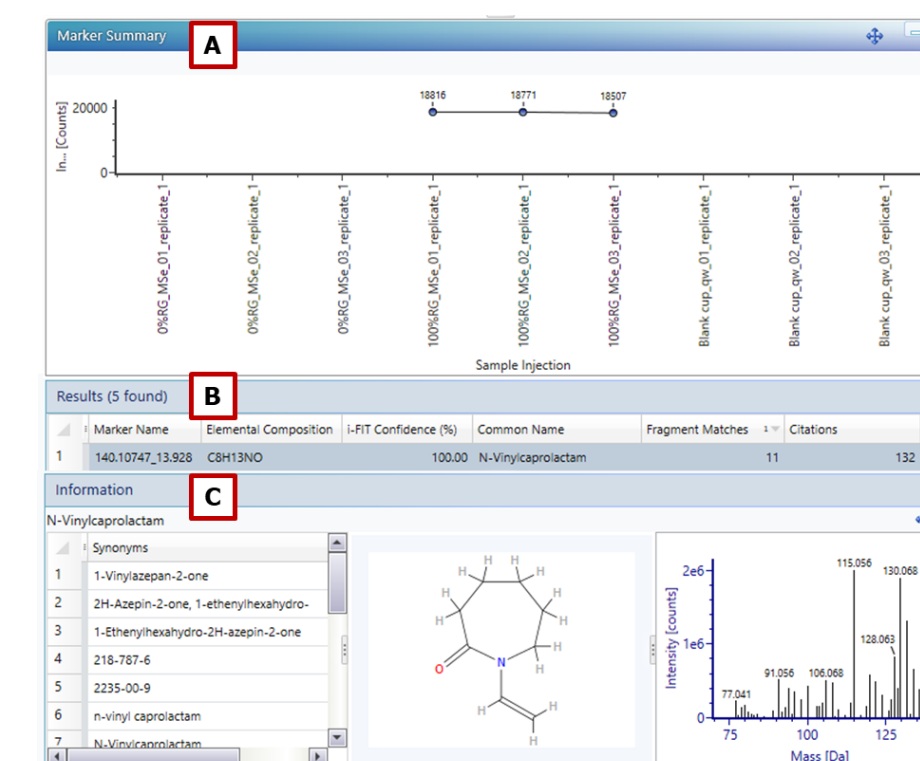 Marker Summary
A
In... [Counts]
20000
0
18816
18771
18507
0%RG_MSe_01_replicate_1
0%RG_MSe_02_replicate_1
0%RG_MSe_03_replicate_1
100%RG_MSe_01_replicate_1
100%RG_MSe_02_replicate_1
100%RG_MSe_03_replicate_1
Blank cup_qw_01_replicate_1
Blank cup_qw_02_replicate_1
Blank cup_qw_03_replicate_1
Sample Injection
Results (5 found)
B
Marker Name Elemental Composition i-FIT Confidence (%) Common Name Fragment Matches 1 Citations
1 140.10747_13.928 C8H13NO 100.00 N-Vinylcaprolactam 11 132
Information
C
N-Vinylcaprolactam
Synonyms
1 1-Vinylazepan-2-one
2 2H-Azepin-2-one, 1-ethenylhexahydro-
3 1-Ethenylhexahydro-2H-azepin-2-one
4 218-787-6
5 2235-00-9
6 n-vinyl caprolactam
7 N-Vinylcaprolactam
H H
H H
H H
H H
H
O N H
H H
H
Intensity [counts]
2e6
1e6
0
115.056
130.068
128.063
91.056
106.068
77.041
75 100 125
Mass [Da]